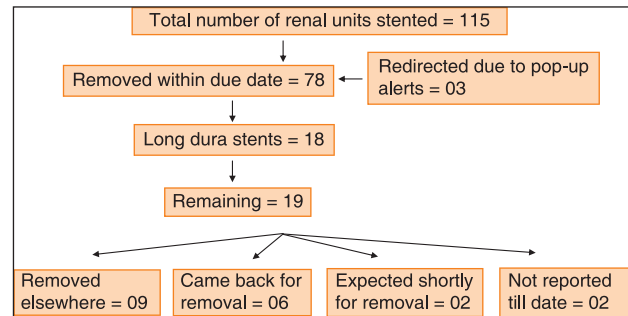 Total number of renal units stented = 115
Removed within due date = 78
Redirected due to pop-up
alerts = 03
Long dura stents = 18
Remaining = 19
Removed
elsewhere = 09
Came back for
removal = 06
Expected shortly
for removal = 02
Not reported
till date = 02